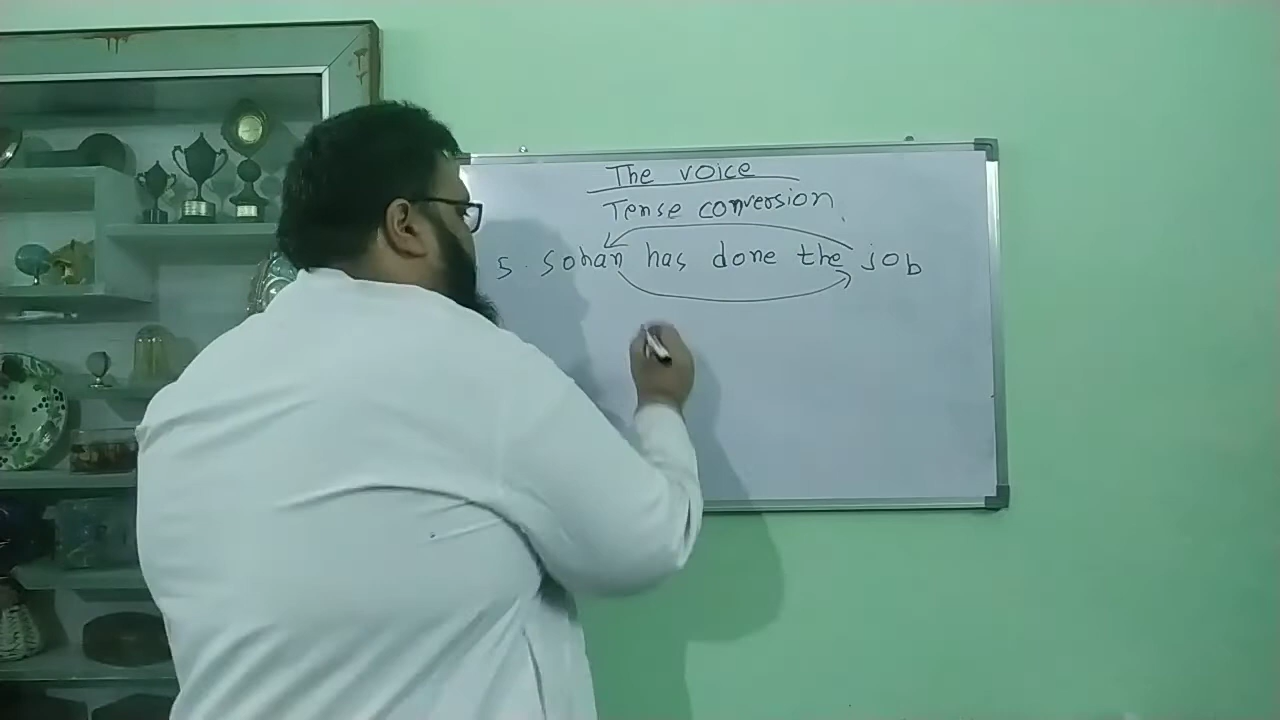 The voice
Tense conversion.
5. Sohan has done the job